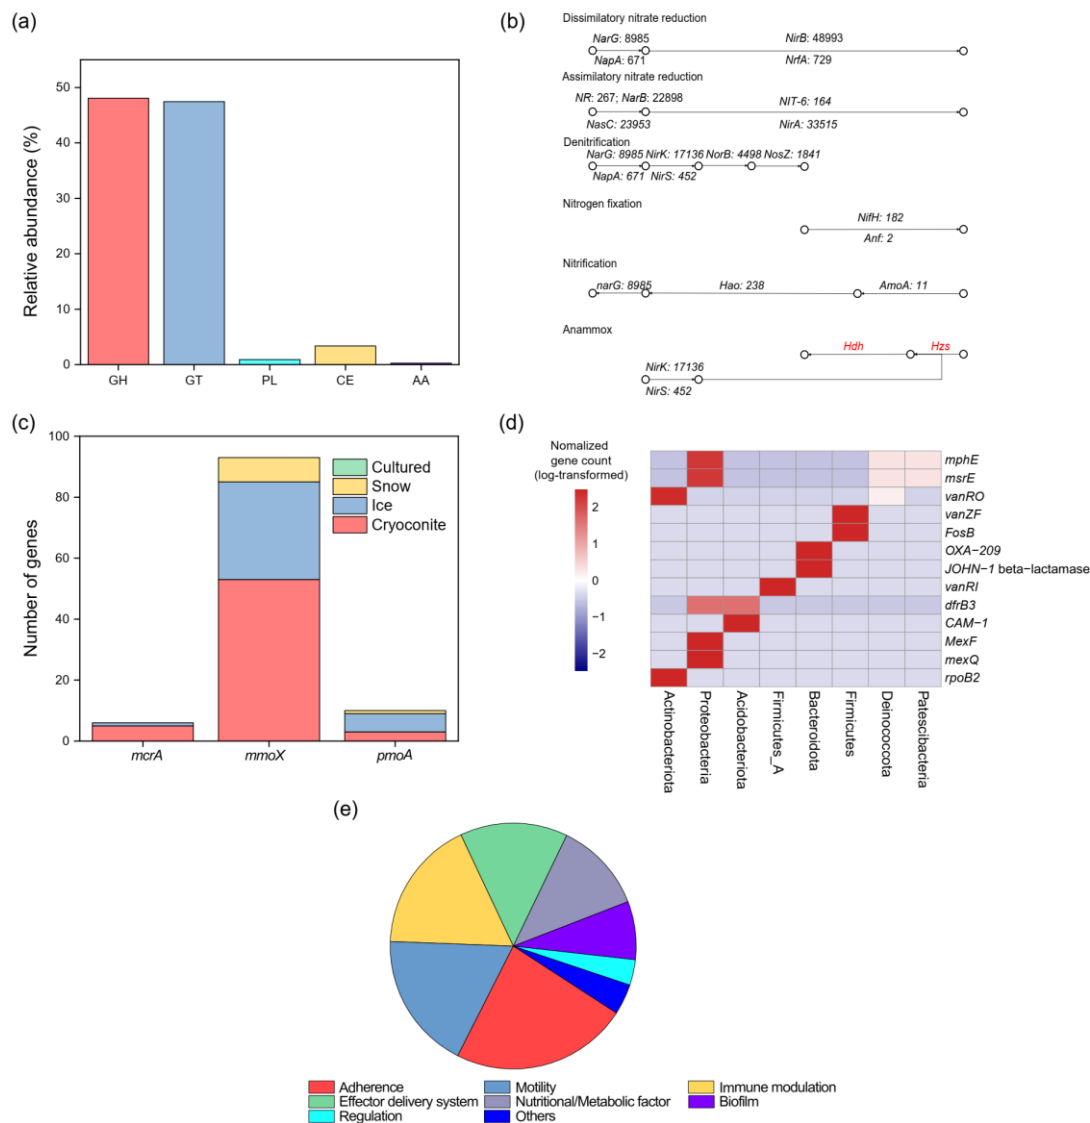 (a)
Relative abundance (%)
50
40
30
20
10
0
GH GT PL CE AA
(b)
Dissimilatory nitrate reduction
NarG: 8985 NirB: 48993
NapA: 671 NrfA: 729
Assimilatory nitrate reduction
NR: 267; NarB: 22898 NIT-6: 164
NasC: 23953 NirA: 33515
Denitrification
NarG: 8985 NirK: 17136 NorB: 4498 NosZ: 1841
NapA: 671 NirS: 452
Nitrogen fixation
NifH: 182
Anf: 2
Nitrification
narG: 8985 Hao: 238 AmoA: 11
Anammox
Hdh Hzs
NirK: 17136
NirS: 452
(c)
Number of genes
100
80
60
40
20
0
Cultured
Snow
Ice
Cryoconite
mcrA mmoX pmoA
(d)
Nomalized
gene count
(log-transformed)
2
1
0
−1
−2
mphE
msrE
vanRO
vanZF
FosB
OXA−209
JOHN−1 beta−lactamase
vanRI
dfrB3
CAM−1
MexF
mexQ
rpoB2
Actinobacteriota
Proteobacteria
Acidobacteriota
Firmicutes_A
Bacteroidota
Firmicutes
Deinococcota
Patescibacteria
(e)
Adherence Motility Immune modulation
Effector delivery system Nutritional/Metabolic factor Biofilm
Regulation Others